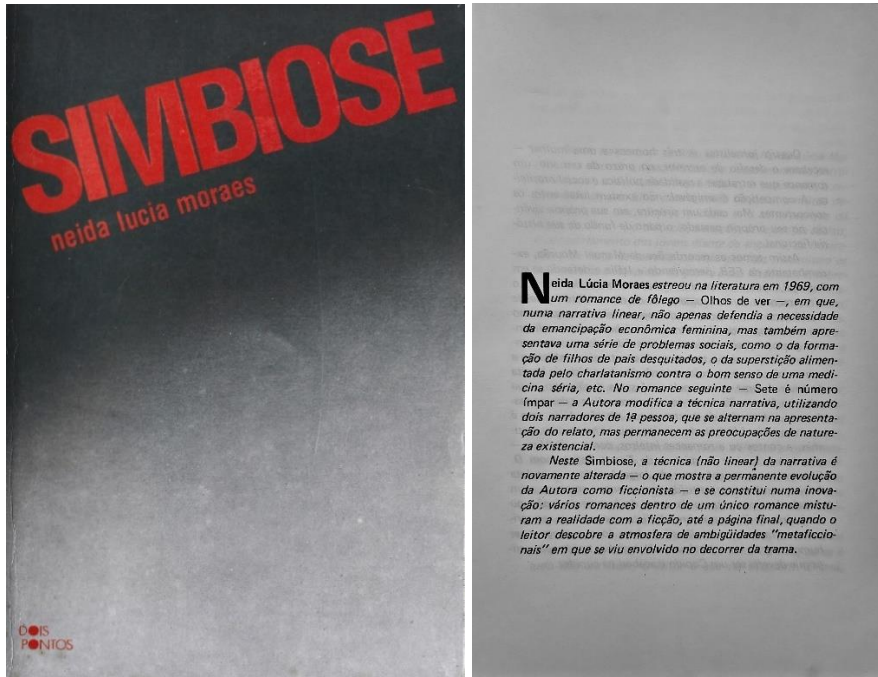 SIMBIOSE
neida lucia moraes
DOIS
PONTOS
Neida Lúcia Moraes estreou na literatura em 1969, com
um romance de fôlego — Olhos de ver —, em que,
numa narrativa linear, não apenas defendia a necessidade
da emancipação econômica feminina, mas também apre-
sentava uma série de problemas sociais, como o da forma-
ção de filhos de pais desquitados, o da superstição alimen-
tada pelo charlatanismo contra o bom senso de uma medi-
cina séria, etc. No romance seguinte — Sete é número
ímpar — a Autora modifica a técnica narrativa, utilizando
dois narradores de 1ª pessoa, que se alternam na apresenta-
ção do relato, mas permanecem as preocupações de nature-
za existencial.
Neste Simbiose, a técnica (não linear) da narrativa é
novamente alterada — o que mostra a permanente evolução
da Autora como ficcionista — e se constitui numa inova-
ção: vários romances dentro de um único romance mistu-
ram a realidade com a ficção, até a página final, quando o
leitor descobre a atmosfera de ambigüidades "metaficcio-
nais" em que se viu envolvido no decorrer da trama.